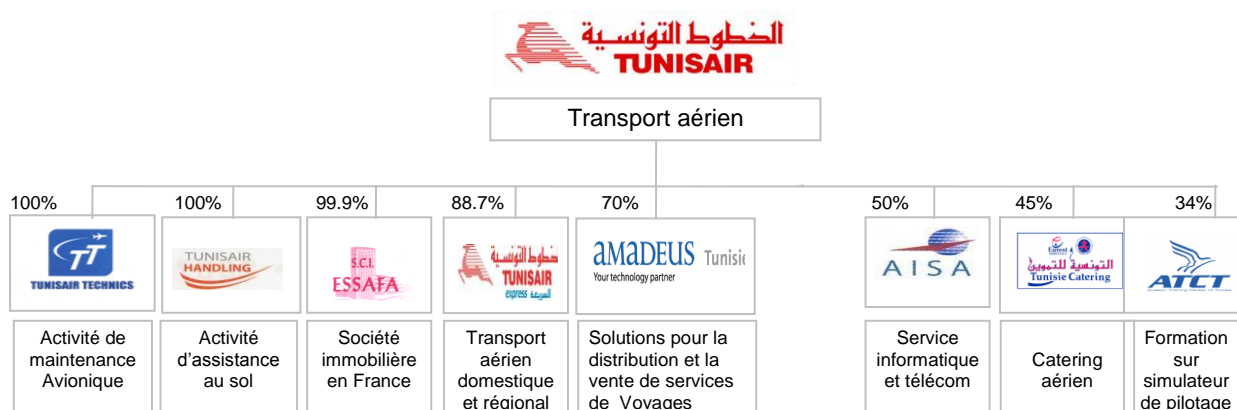 الخطوط التونسية
TUNISAIR
Transport aérien
100%
100%
99.9%
88.7%
70%
50%
45%
34%
TUNISAIR TECHNICS
TUNISAIR
HANDLING
S.C.I.
ESSAFA
الخطوط التونسية
TUNISAIR
express السريعة
amadeus Tunisie
Your technology partner
AISA
التونسية للتموين
Tunisie Catering
ATCT
Activité de
maintenance
Avionique
Activité
d’assistance
au sol
Société
immobilière
en France
Transport
aérien
domestique
et régional
Solutions pour la
distribution et la
vente de services
de Voyages
Service
informatique
et télécom
Catering
aérien
Formation
sur
simulateur
de pilotage